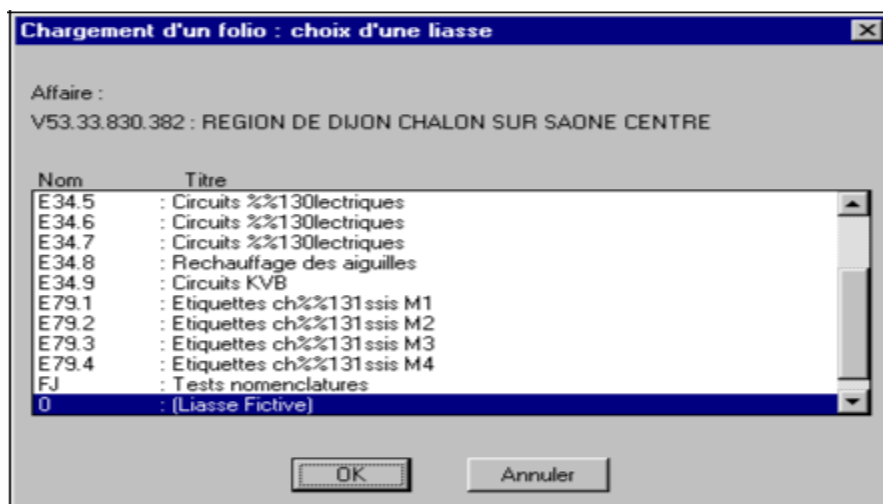 Chargement d'un folio : choix d'une liasse
Affaire :
V53.33.830.382 : REGION DE DIJON CHALON SUR SAONE CENTRE
Nom Titre
E34.5 : Circuits %%130lectriques
E34.6 : Circuits %%130lectriques
E34.7 : Circuits %%130lectriques
E34.8 : Rechauffage des aiguilles
E34.9 : Circuits KVB
E79.1 : Etiquettes ch%%131ssis M1
E79.2 : Etiquettes ch%%131ssis M2
E79.3 : Etiquettes ch%%131ssis M3
E79.4 : Etiquettes ch%%131ssis M4
FJ : Tests nomenclatures
0 : (Liasse Fictive)
OK Annuler